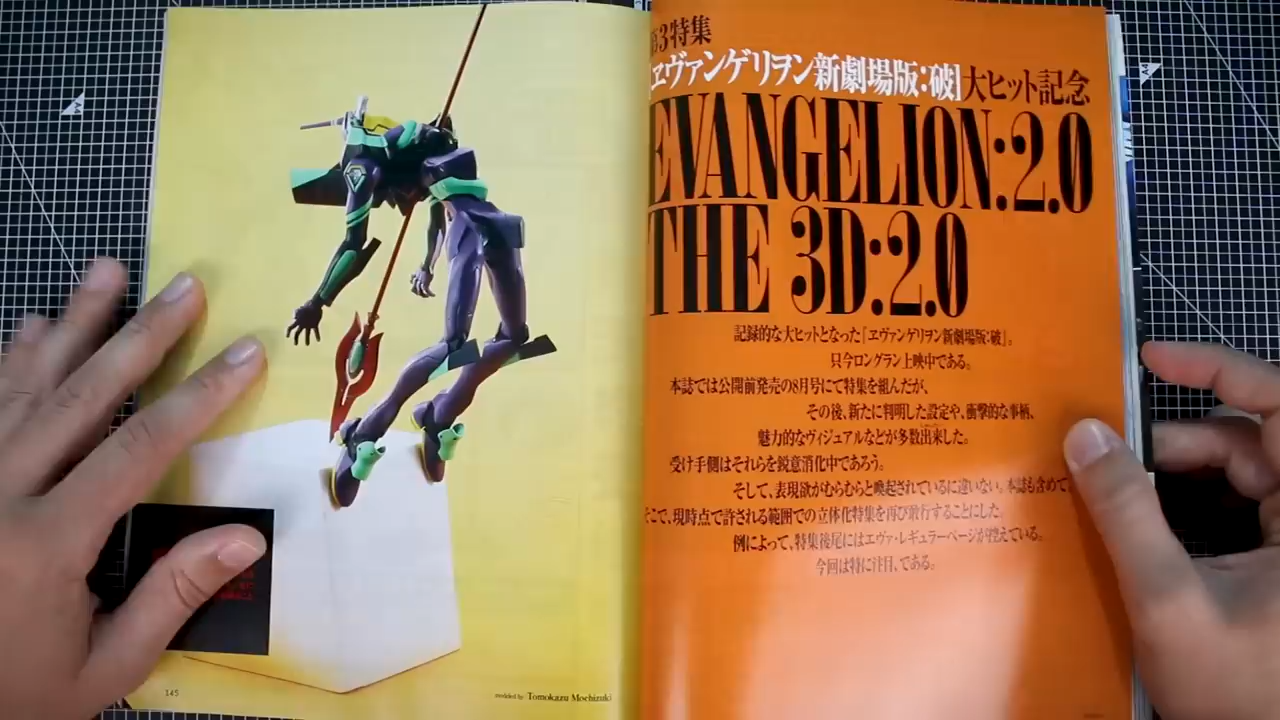 145
modeled by Tomokazu Mochizuki
第3特集
ヱヴァンゲリヲン新劇場版:破]大ヒット記念
EVANGELION:2.0
THE 3D:2.0
記録的な大ヒットとなった『ヱヴァンゲリヲン新劇場版:破』。
只今ロングラン上映中である。
本誌では公開前発売の8月号にて特集を組んだが、
その後、新たに判明した設定や、衝撃的な事柄、
魅力的なヴィジュアルなどが多数出来した。
受け手側はそれらを鋭意消化中であろう。
そして、表現欲がむらむらと喚起されているに違いない。本誌も含めて。
そこで、現時点で許される範囲での立体化特集を再び敢行することにした。
例によって、特集後尾にはエヴァ・レギュラーページが控えている。
今回は特に注目、である。
A4
A4